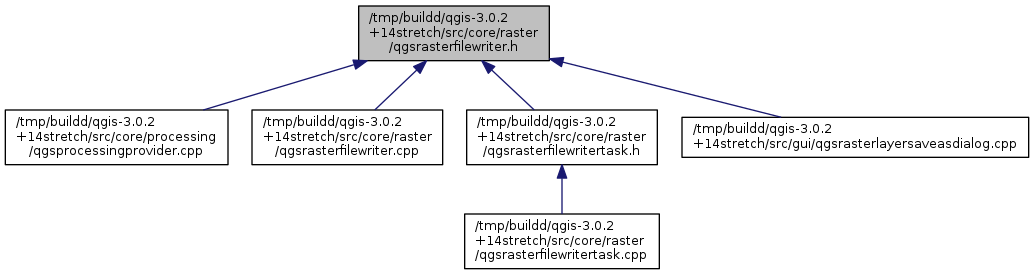 /tmp/buildd/qgis-3.0.2
+14stretch/src/core/raster
/qgsrasterfilewriter.h
/tmp/buildd/qgis-3.0.2
+14stretch/src/core/processing
/qgsprocessingprovider.cpp
/tmp/buildd/qgis-3.0.2
+14stretch/src/core/raster
/qgsrasterfilewriter.cpp
/tmp/buildd/qgis-3.0.2
+14stretch/src/core/raster
/qgsrasterfilewritertask.h
/tmp/buildd/qgis-3.0.2
+14stretch/src/gui/qgsrasterlayersaveasdialog.cpp
/tmp/buildd/qgis-3.0.2
+14stretch/src/core/raster
/qgsrasterfilewritertask.cpp